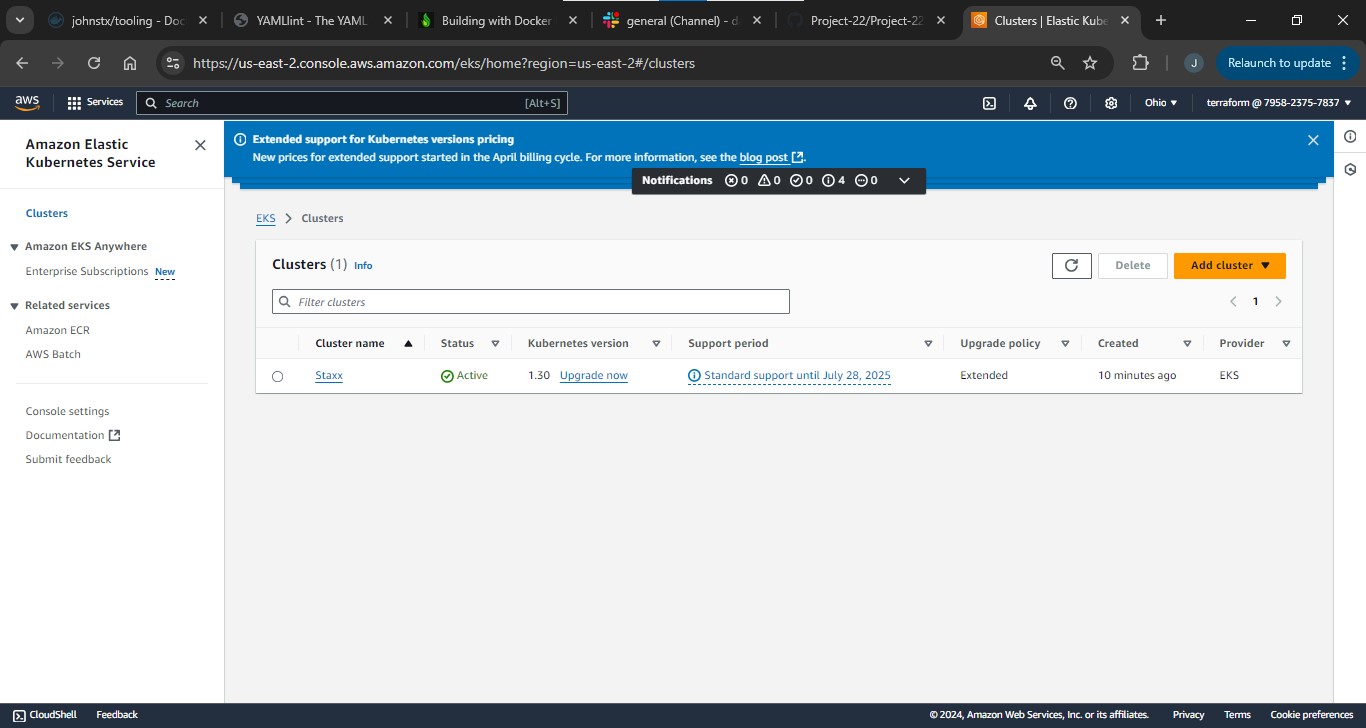 johnstx/tooling - Doc
YAMLlint - The YAML
Building with Docker
general (Channel) - d
Project-22/Project-22
Clusters | Elastic Kube
https://us-east-2.console.aws.amazon.com/eks/home?region=us-east-2#/clusters
J
Relaunch to update
aws
Services
Search
[Alt+S]
Ohio
terraform @ 7958-2375-7837
Amazon Elastic
Kubernetes Service
Clusters
Amazon EKS Anywhere
Enterprise Subscriptions New
Related services
Amazon ECR
AWS Batch
Console settings
Documentation
Submit feedback
Extended support for Kubernetes versions pricing
New prices for extended support started in the April billing cycle. For more information, see the blog post.
Notifications 0 0 0 4 0
EKS > Clusters
Clusters (1) Info
Delete
Add cluster
Filter clusters
1
Cluster name Status Kubernetes version Support period Upgrade policy Created Provider
Staxx Active 1.30 Upgrade now Standard support until July 28, 2025 Extended 10 minutes ago EKS
CloudShell Feedback © 2024, Amazon Web Services, Inc. or its affiliates. Privacy Terms Cookie preferences